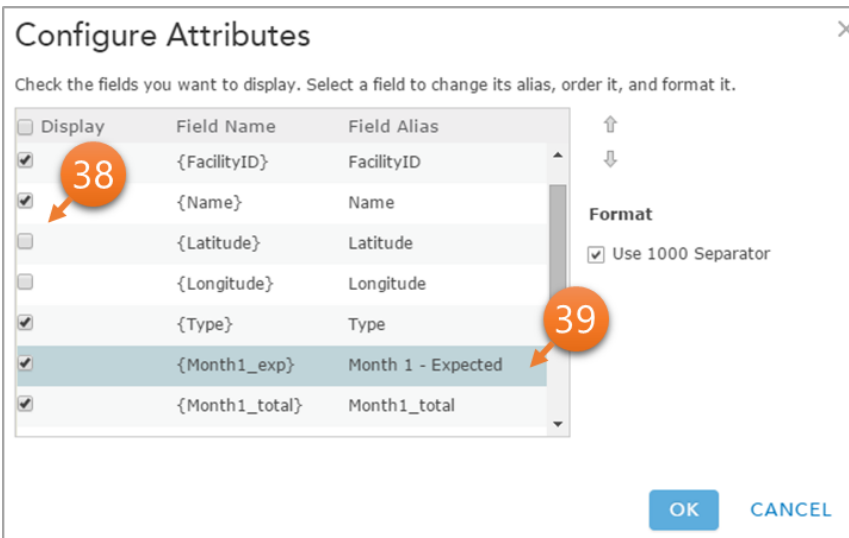 Configure Attributes
Check the fields you want to display. Select a field to change its alias, order it, and format it.
Display Field Name Field Alias
{FacilityID} FacilityID
38
{Name} Name
Format
{Latitude} Latitude
Use 1000 Separator
{Longitude} Longitude
39
{Type} Type
{Month1_exp} Month 1 - Expected
{Month1_total} Month1_total
OK CANCEL